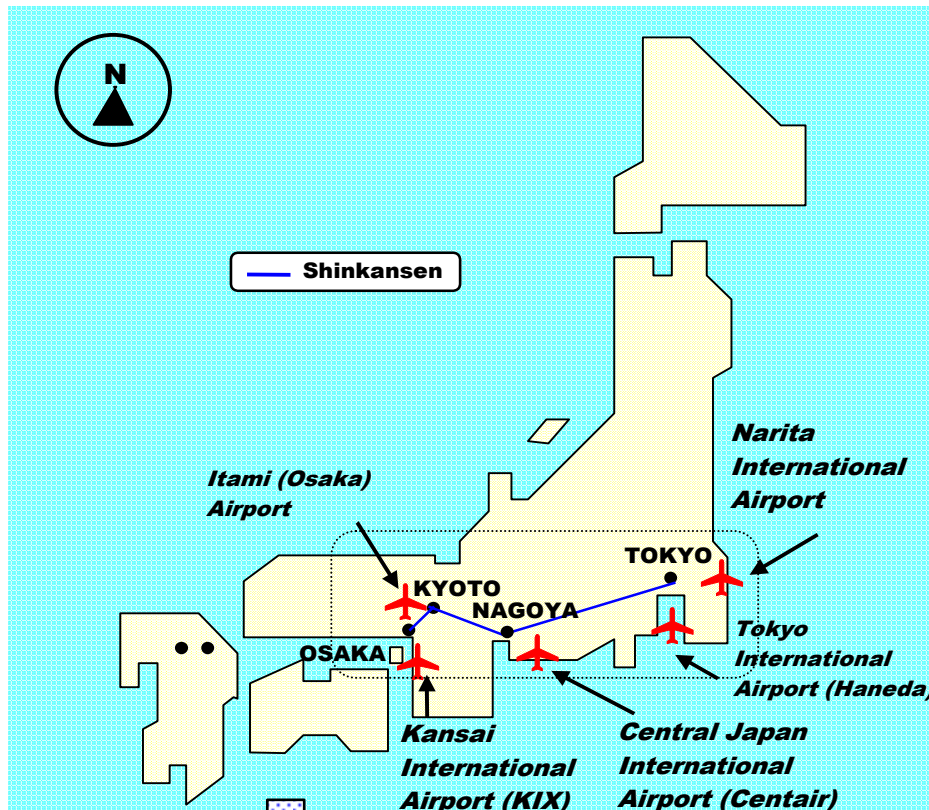 N
Shinkansen
Narita
International
Airport
Itami (Osaka)
Airport
TOKYO
KYOTO
NAGOYA
OSAKA
Tokyo
International
Airport (Haneda)
Kansai
International
Airport (KIX)
Central Japan
International
Airport (Centair)